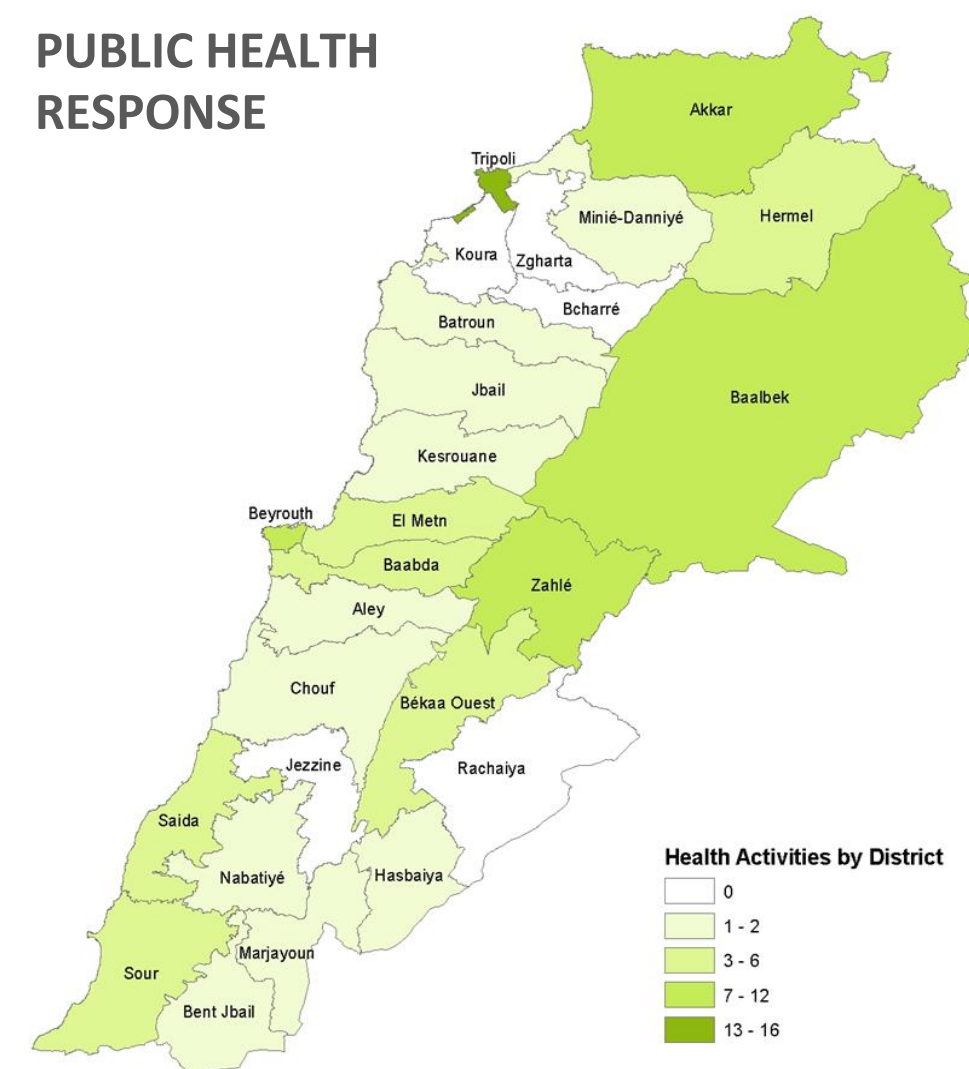 PUBLIC HEALTH
RESPONSE
Akkar
Tripoli
Minié-Danniyé
Hermel
Koura
Zgharta
Bcharré
Batroun
Jbail
Baalbek
Kesrouane
Beyrouth
El Metn
Baabda
Zahlé
Aley
Chouf
Békaa Ouest
Jezzine
Rachaiya
Saida
Nabatiyé
Hasbaiya
Marjayoun
Sour
Bent Jbail
Health Activities by District
0
1 - 2
3 - 6
7 - 12
13 - 16